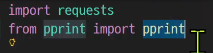 import requests
from pprint import pprint